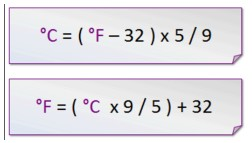 °C = ( °F – 32 ) x 5 / 9
°F = ( °C x 9 / 5 ) + 32